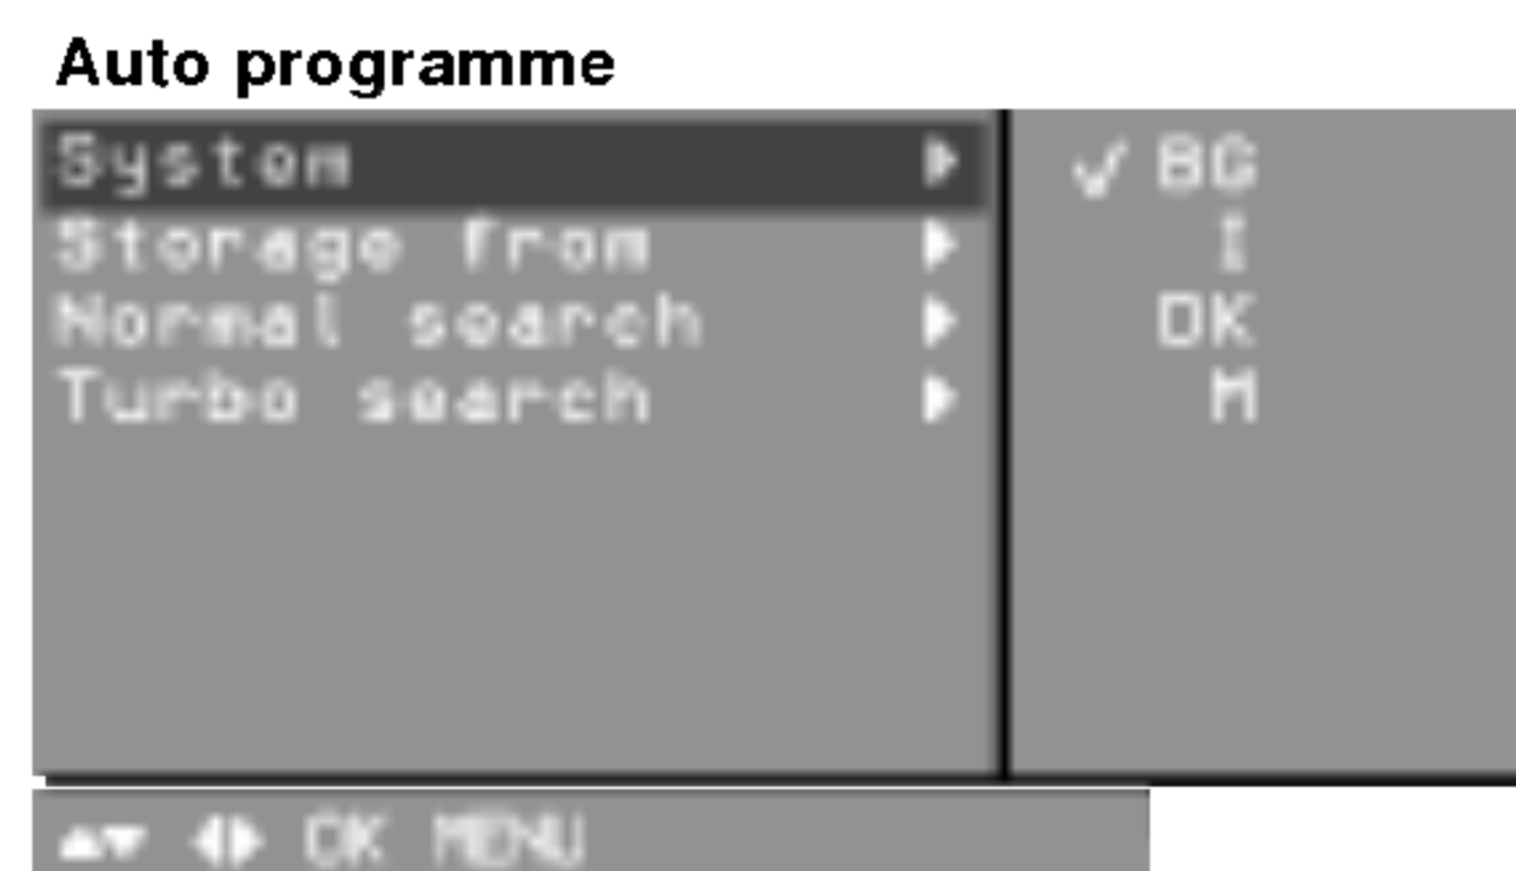 Auto programme
System ▶ ✓ BG
Storage from ▶ I
Normal search ▶ DK
Turbo search ▶ M
▲▼ ◀▶ OK MENU